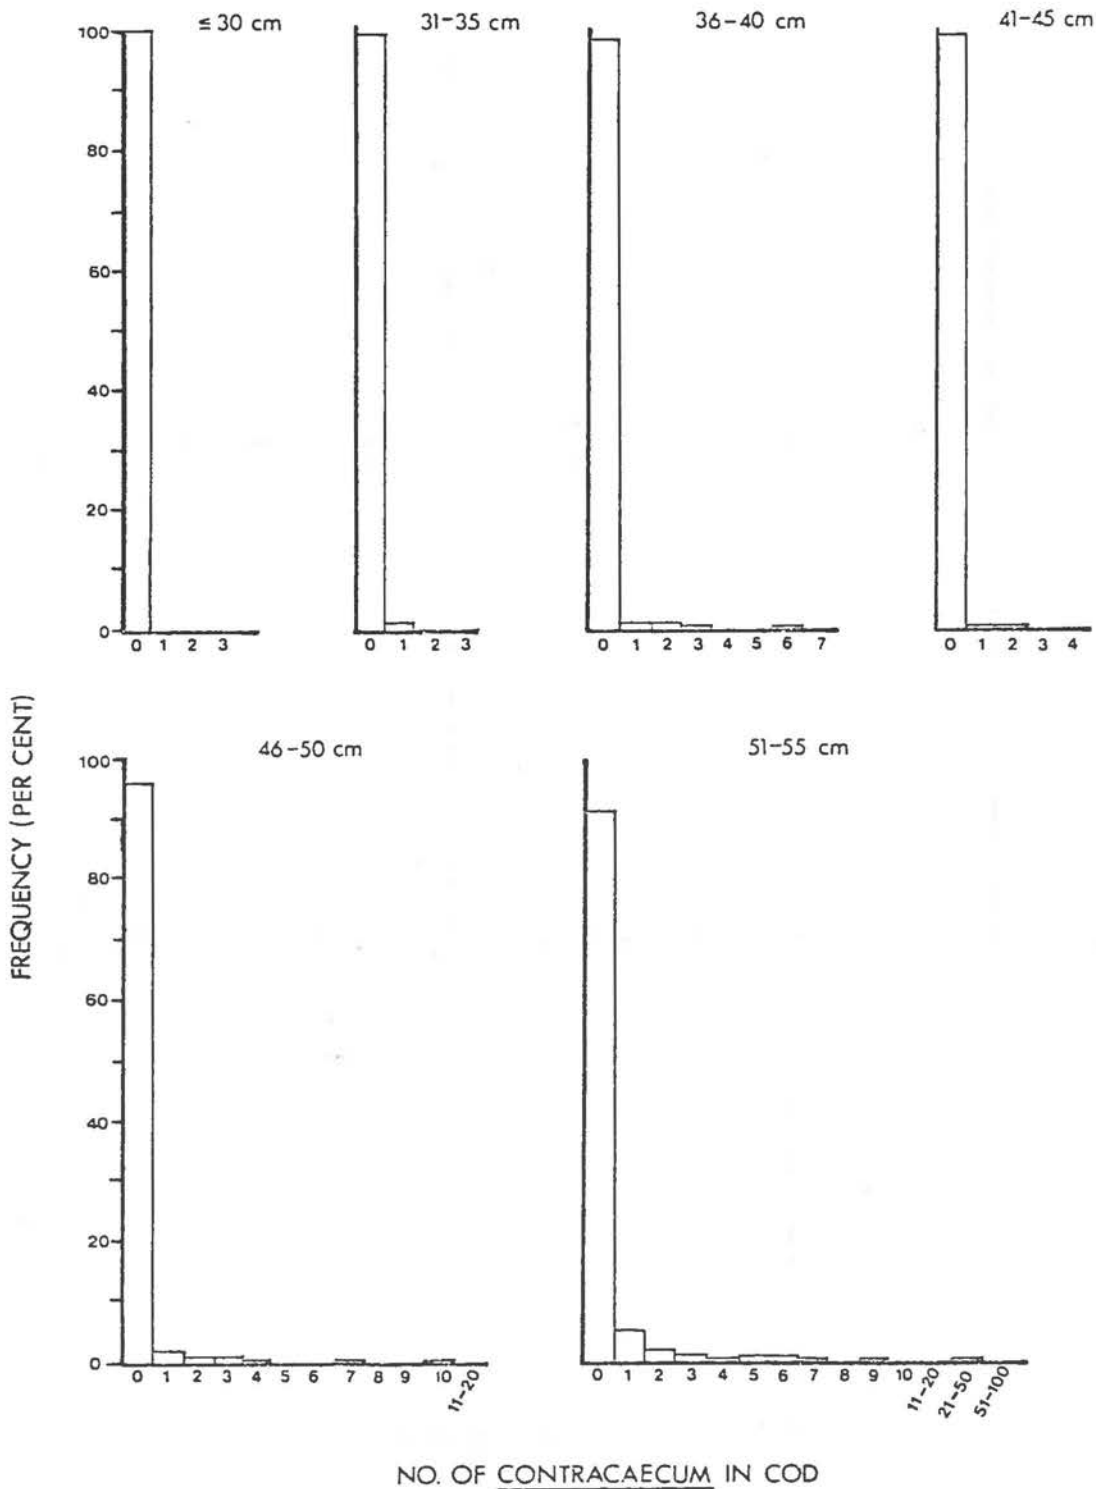 ≤ 30 cm 31-35 cm 36-40 cm 41-45 cm
100
80
60
40
20
0
0 1 2 3 0 1 2 3 0 1 2 3 4 5 6 7 0 1 2 3 4
FREQUENCY (PER CENT)
46-50 cm 51-55 cm
100
80
60
40
20
0
0 1 2 3 4 5 6 7 8 9 10 11-20 0 1 2 3 4 5 6 7 8 9 10 11-20 21-50 51-100
NO. OF CONTRACAECUM IN COD